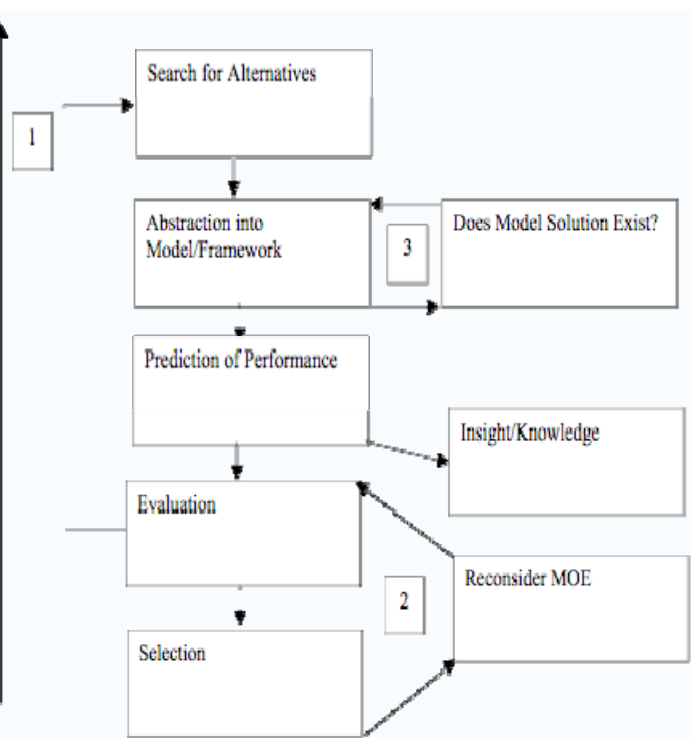 Search for Alternatives
1
Abstraction into
Model/Framework
3
Does Model Solution Exist?
Prediction of Performance
Insight/Knowledge
Evaluation
Reconsider MOE
2
Selection